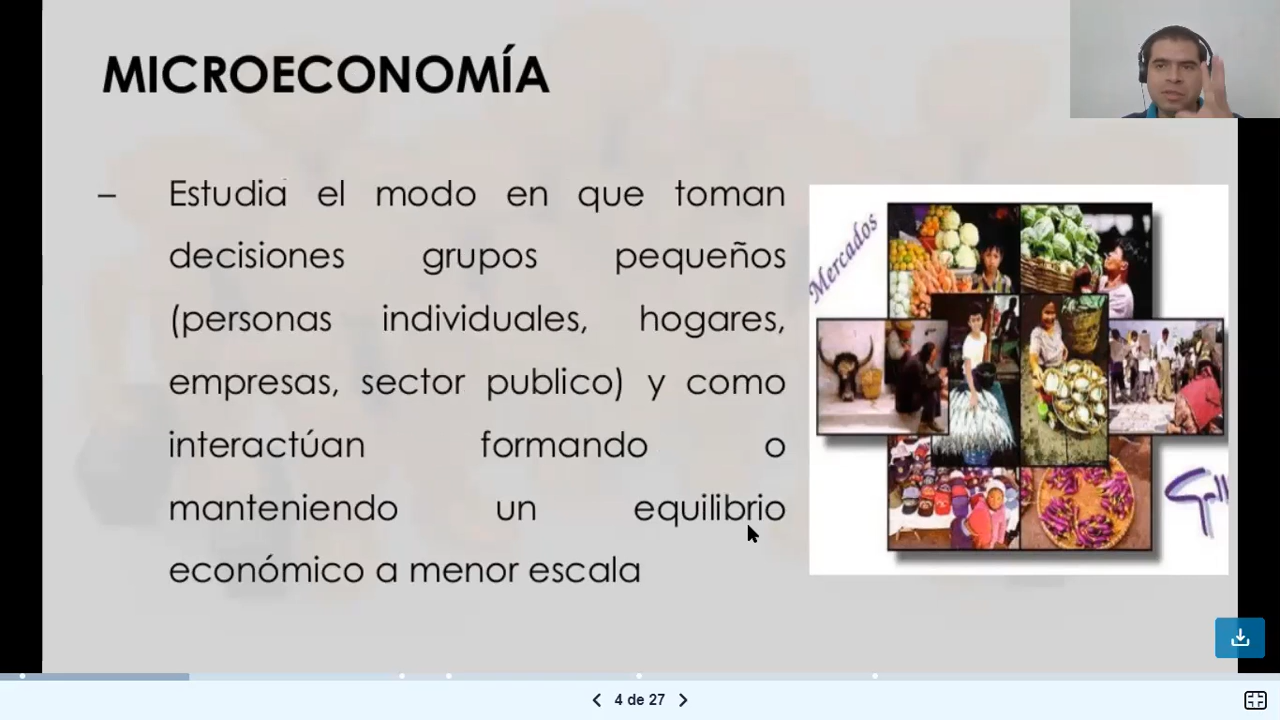 MICROECONOMÍA
– Estudia el modo en que toman
decisiones grupos pequeños
(personas individuales, hogares,
empresas, sector publico) y como
interactúan formando o
manteniendo un equilibrio
económico a menor escala
Mercados
4 de 27